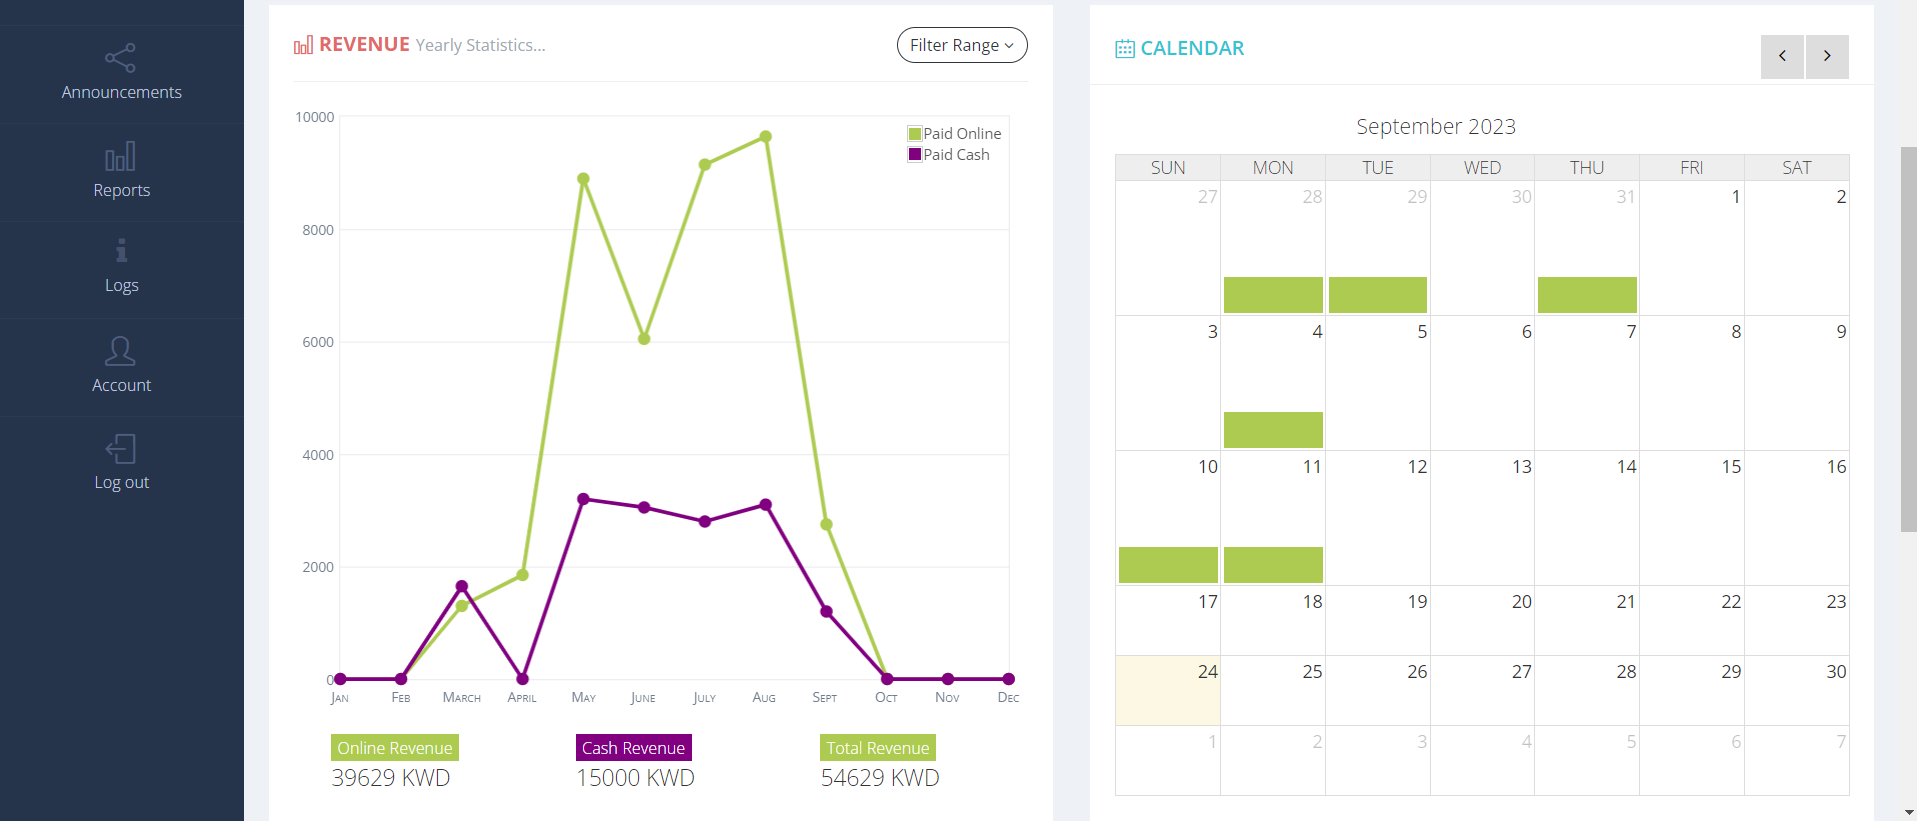 Announcements
Reports
Logs
Account
Log out
REVENUE Yearly Statistics...
Filter Range
10000
8000
6000
4000
2000
0
Paid Online
Paid Cash
Jan Feb March April May June July Aug Sept Oct Nov Dec
Online Revenue Cash Revenue Total Revenue
39629 KWD 15000 KWD 54629 KWD
CALENDAR
September 2023
SUN MON TUE WED THU FRI SAT
27 28 29 30 31 1 2
3 4 5 6 7 8 9
10 11 12 13 14 15 16
17 18 19 20 21 22 23
24 25 26 27 28 29 30
1 2 3 4 5 6 7